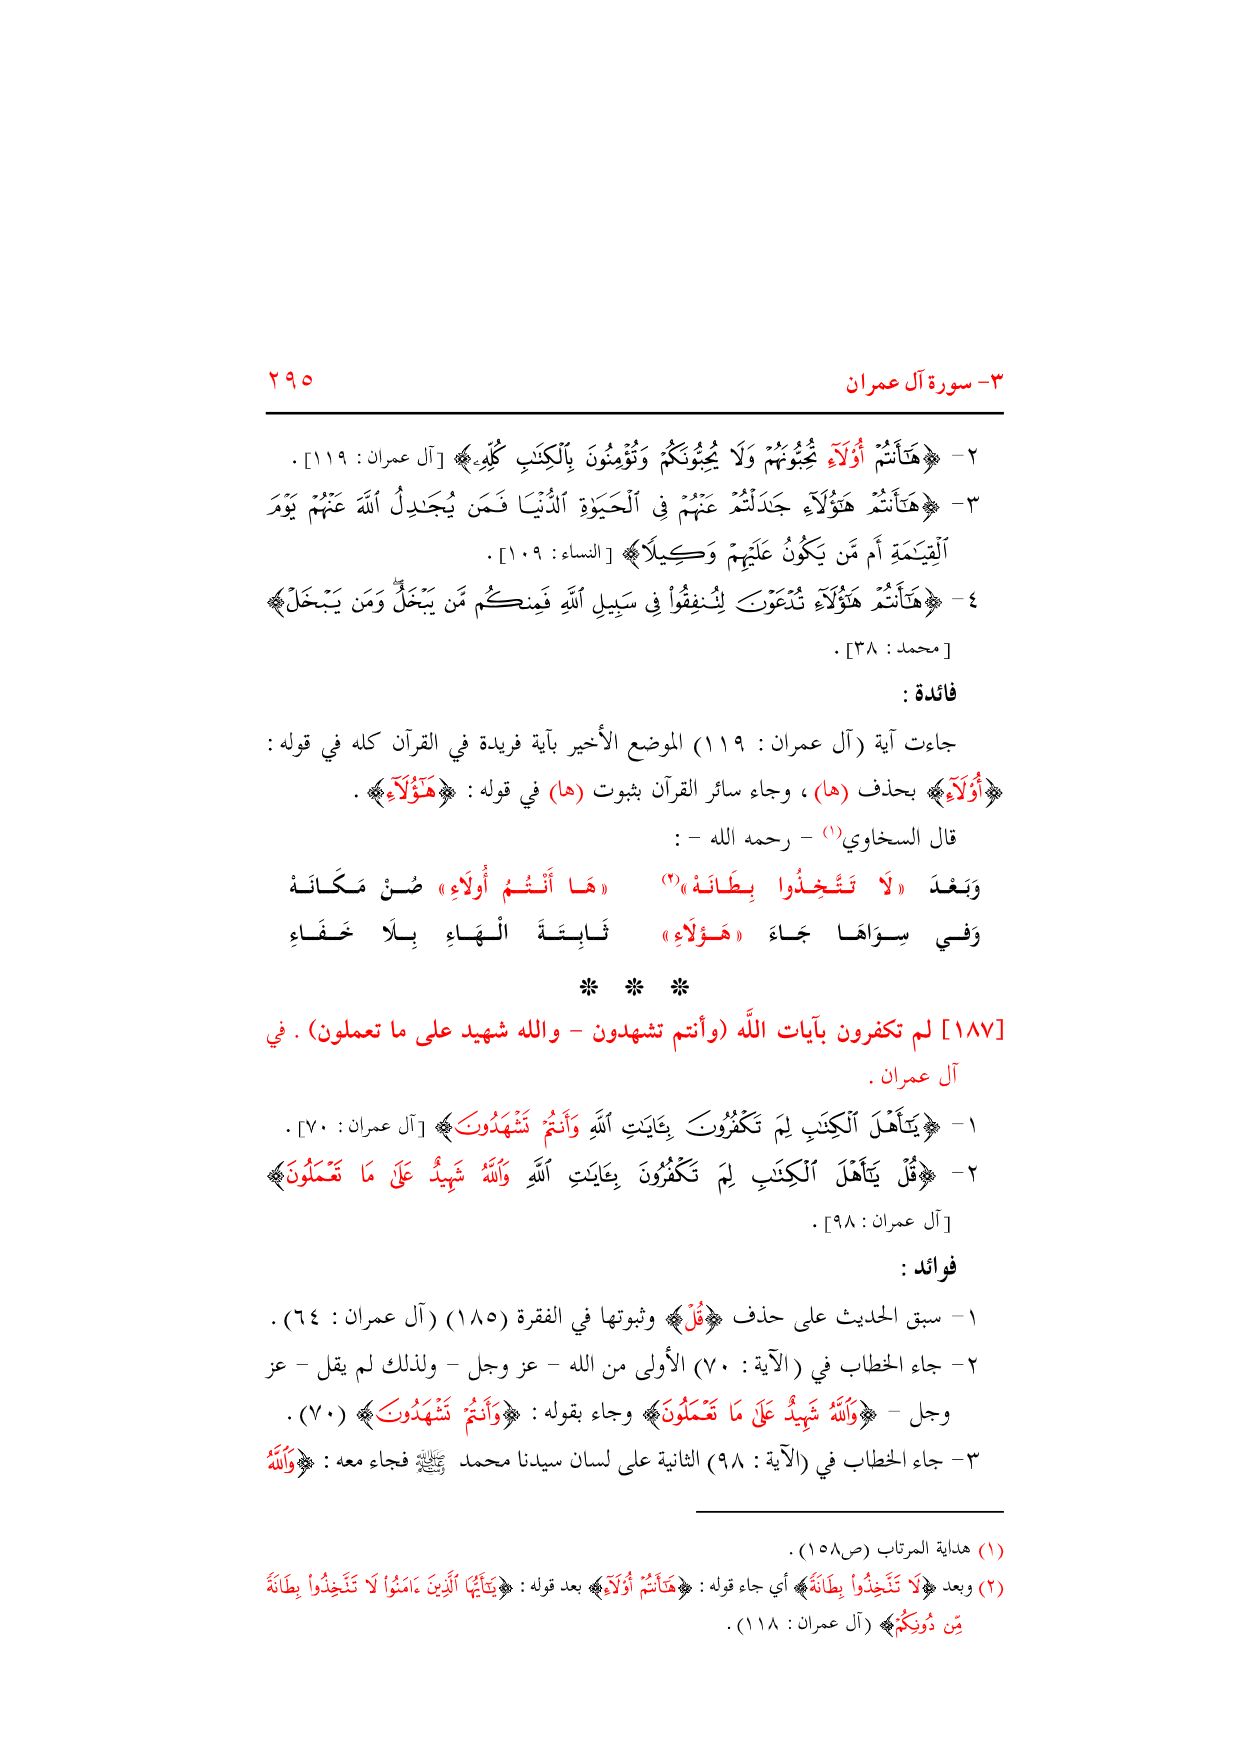 ٣- سورة آل عمران ٢٩٥
٢- ﴿هَٰٓأَنتُمۡ أُوْلَآءِ تُحِبُّونَهُمۡ وَلَا يُحِبُّونَكُمۡ وَتُؤۡمِنُونَ بِٱلۡكِتَٰبِ كُلِّهِۦ﴾ [آل عمران : ١١٩] .
٣- ﴿هَٰٓأَنتُمۡ هَٰٓؤُلَآءِ جَٰدَلۡتُمۡ عَنۡهُمۡ فِي ٱلۡحَيَوٰةِ ٱلدُّنۡيَا فَمَن يُجَٰدِلُ ٱللَّهَ عَنۡهُمۡ يَوۡمَ
ٱلۡقِيَٰمَةِ أَم مَّن يَكُونُ عَلَيۡهِمۡ وَكِيلٗا﴾ [النساء : ١٠٩] .
٤- ﴿هَٰٓأَنتُمۡ هَٰٓؤُلَآءِ تُدۡعَوۡنَ لِتُنفِقُواْ فِي سَبِيلِ ٱللَّهِ فَمِنكُم مَّن يَبۡخَلُۖ وَمَن يَبۡخَلۡ﴾
[محمد : ٣٨] .
فائدة :
جاءت آية (آل عمران : ١١٩) الموضع الأخير بآية فريدة في القرآن كله في قوله :
﴿أُوْلَآءِ﴾ بحذف (ها) ، وجاء سائر القرآن بثبوت (ها) في قوله : ﴿هَٰٓؤُلَآءِ﴾ .
قال السخاوي(١) – رحمه الله – :
وَبَعْدَ «لَا تَتَّخِذُوا بِطَانَهْ»(٢) «هَا أَنْتُمُ أُولَاءِ» صُنْ مَكَانَهْ
وَفي سِوَاهَا جَاءَ «هَؤلَاءِ» ثَابِتَةَ الْهَاءِ بِلَا خَفَاءِ
❊ ❊ ❊
[١٨٧] لم تكفرون بآيات اللَّه (وأنتم تشهدون – والله شهيد على ما تعملون) . في
آل عمران .
١- ﴿يَٰٓأَهۡلَ ٱلۡكِتَٰبِ لِمَ تَكۡفُرُونَ بِـَٔايَٰتِ ٱللَّهِ وَأَنتُمۡ تَشۡهَدُونَ﴾ [آل عمران : ٧٠] .
٢- ﴿قُلۡ يَٰٓأَهۡلَ ٱلۡكِتَٰبِ لِمَ تَكۡفُرُونَ بِـَٔايَٰتِ ٱللَّهِ وَٱللَّهُ شَهِيدٌ عَلَىٰ مَا تَعۡمَلُونَ﴾
[آل عمران : ٩٨] .
فوائد :
١- سبق الحديث على حذف ﴿قُلۡ﴾ وثبوتها في الفقرة (١٨٥) (آل عمران : ٦٤) .
٢- جاء الخطاب في (الآية : ٧٠) الأولى من الله – عز وجل – ولذلك لم يقل – عز
وجل – ﴿وَٱللَّهُ شَهِيدٌ عَلَىٰ مَا تَعۡمَلُونَ﴾ وجاء بقوله : ﴿وَأَنتُمۡ تَشۡهَدُونَ﴾ (٧٠) .
٣- جاء الخطاب في (الآية : ٩٨) الثانية على لسان سيدنا محمد ﷺ فجاء معه : ﴿وَٱللَّهُ
(١) هداية المرتاب (ص١٥٨) .
(٢) وبعد ﴿لَا تَتَّخِذُواْ بِطَانَةٗ﴾ أي جاء قوله : ﴿هَٰٓأَنتُمۡ أُوْلَآءِ﴾ بعد قوله : ﴿يَٰٓأَيُّهَا ٱلَّذِينَ ءَامَنُواْ لَا تَتَّخِذُواْ بِطَانَةٗ
مِّن دُونِكُمۡ﴾ (آل عمران : ١١٨) .